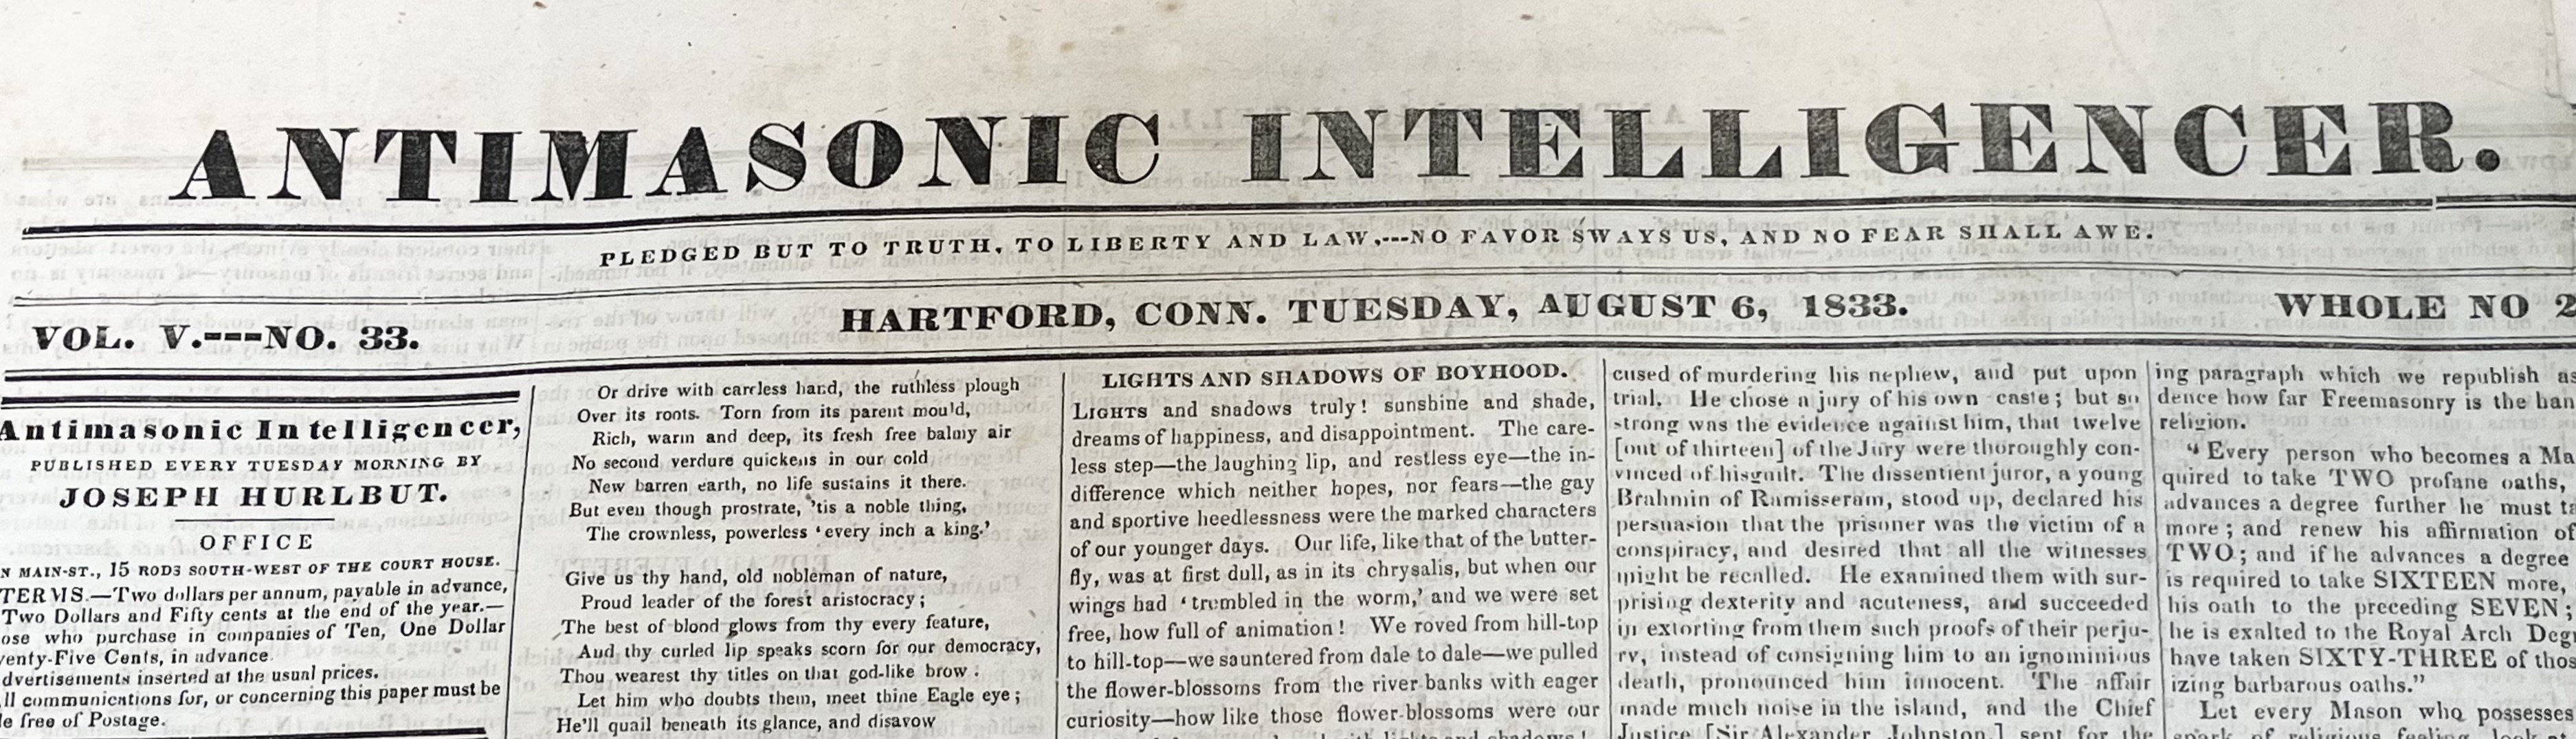 ANTIMASONIC INTELLIGENCER.
PLEDGED BUT TO TRUTH, TO LIBERTY AND LAW,---NO FAVOR SWAYS US, AND NO FEAR SHALL AWE.
VOL. V.---NO. 33.
HARTFORD, CONN. TUESDAY, AUGUST 6, 1833.
WHOLE NO 2
Antimasonic Intelligencer,
PUBLISHED EVERY TUESDAY MORNING BY
JOSEPH HURLBUT.
OFFICE
N MAIN-ST., 15 RODS SOUTH-WEST OF THE COURT HOUSE.
TERMS.—Two dollars per annum, payable in advance,
Two Dollars and Fifty cents at the end of the year.—
ose who purchase in companies of Ten, One Dollar
venty-Five Cents, in advance
dvertisements inserted at the usual prices.
ll communications for, or concerning this paper must be
e free of Postage.
Or drive with careless hand, the ruthless plough
Over its roots. Torn from its parent mould,
Rich, warm and deep, its fresh free balmy air
No second verdure quickens in our cold
New barren earth, no life sustains it there.
But even though prostrate, 'tis a noble thing,
The crownless, powerless 'every inch a king.'
Give us thy hand, old nobleman of nature,
Proud leader of the forest aristocracy;
The best of blood glows from thy every feature,
And thy curled lip speaks scorn for our democracy,
Thou wearest thy titles on that god-like brow:
Let him who doubts them, meet thine Eagle eye;
He'll quail beneath its glance, and disavow
LIGHTS AND SHADOWS OF BOYHOOD.
LIGHTS and shadows truly! sunshine and shade,
dreams of happiness, and disappointment. The care-
less step—the laughing lip, and restless eye—the in-
difference which neither hopes, nor fears—the gay
and sportive heedlessness were the marked characters
of our younger days. Our life, like that of the butter-
fly, was at first dull, as in its chrysalis, but when our
wings had 'trembled in the worm,' and we were set
free, how full of animation! We roved from hill-top
to hill-top—we sauntered from dale to dale—we pulled
the flower-blossoms from the river banks with eager
curiosity—how like those flower-blossoms were our
cused of murdering his nephew, and put upon
trial. He chose a jury of his own caste; but so
strong was the evidence against him, that twelve
[out of thirteen] of the Jury were thoroughly con-
vinced of hisguilt. The dissentient juror, a young
Brahmin of Ramisseram, stood up, declared his
persuasion that the prisoner was the victim of a
conspiracy, and desired that all the witnesses
might be recalled. He examined them with sur-
prising dexterity and acuteness, and succeeded
in extorting from them such proofs of their perju-
ry, instead of consigning him to an ignominious
death, pronounced him innocent. The affair
made much noise in the island, and the Chief
Justice [Sir Alexander Johnston,] sent for the
ing paragraph which we republish as
dence how far Freemasonry is the han
religion.
"Every person who becomes a Ma
quired to take TWO profane oaths,
advances a degree further he must ta
more; and renew his affirmation of
TWO; and if he advances a degree
is required to take SIXTEEN more,
his oath to the preceding SEVEN;
he is exalted to the Royal Arch Degr
have taken SIXTY-THREE of thos
izing barbarous oaths."
Let every Mason who possesses
spark of religious feeling, look at